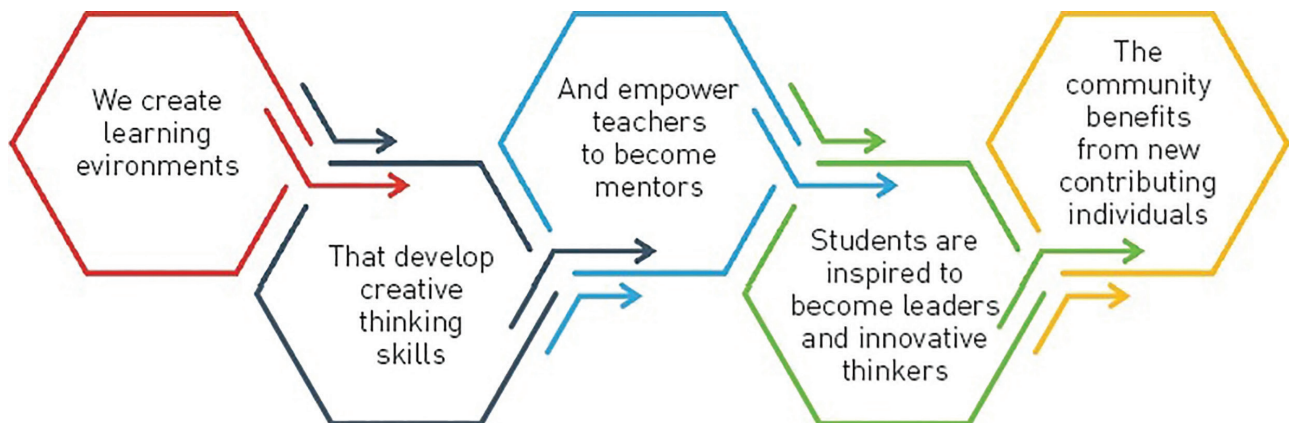 We create
learning
evironments
That develop
creative
thinking
skills
And empower
teachers
to become
mentors
Students are
inspired to
become leaders
and innovative
thinkers
The
community
benefits
from new
contributing
individuals